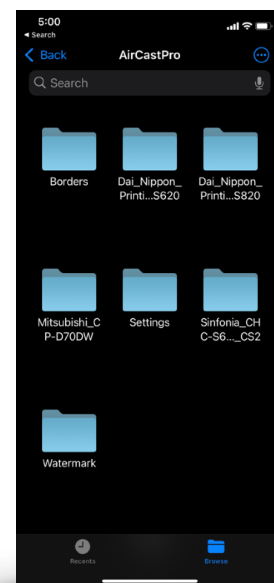 5:00
Search
Back AirCastPro
Search
Borders
Dai_Nippon_
Printi...S620
Dai_Nippon_
Printi...S820
Mitsubishi_C
P-D70DW
Settings
Sinfonia_CH
C-S6..._CS2
Watermark
Recents Browse